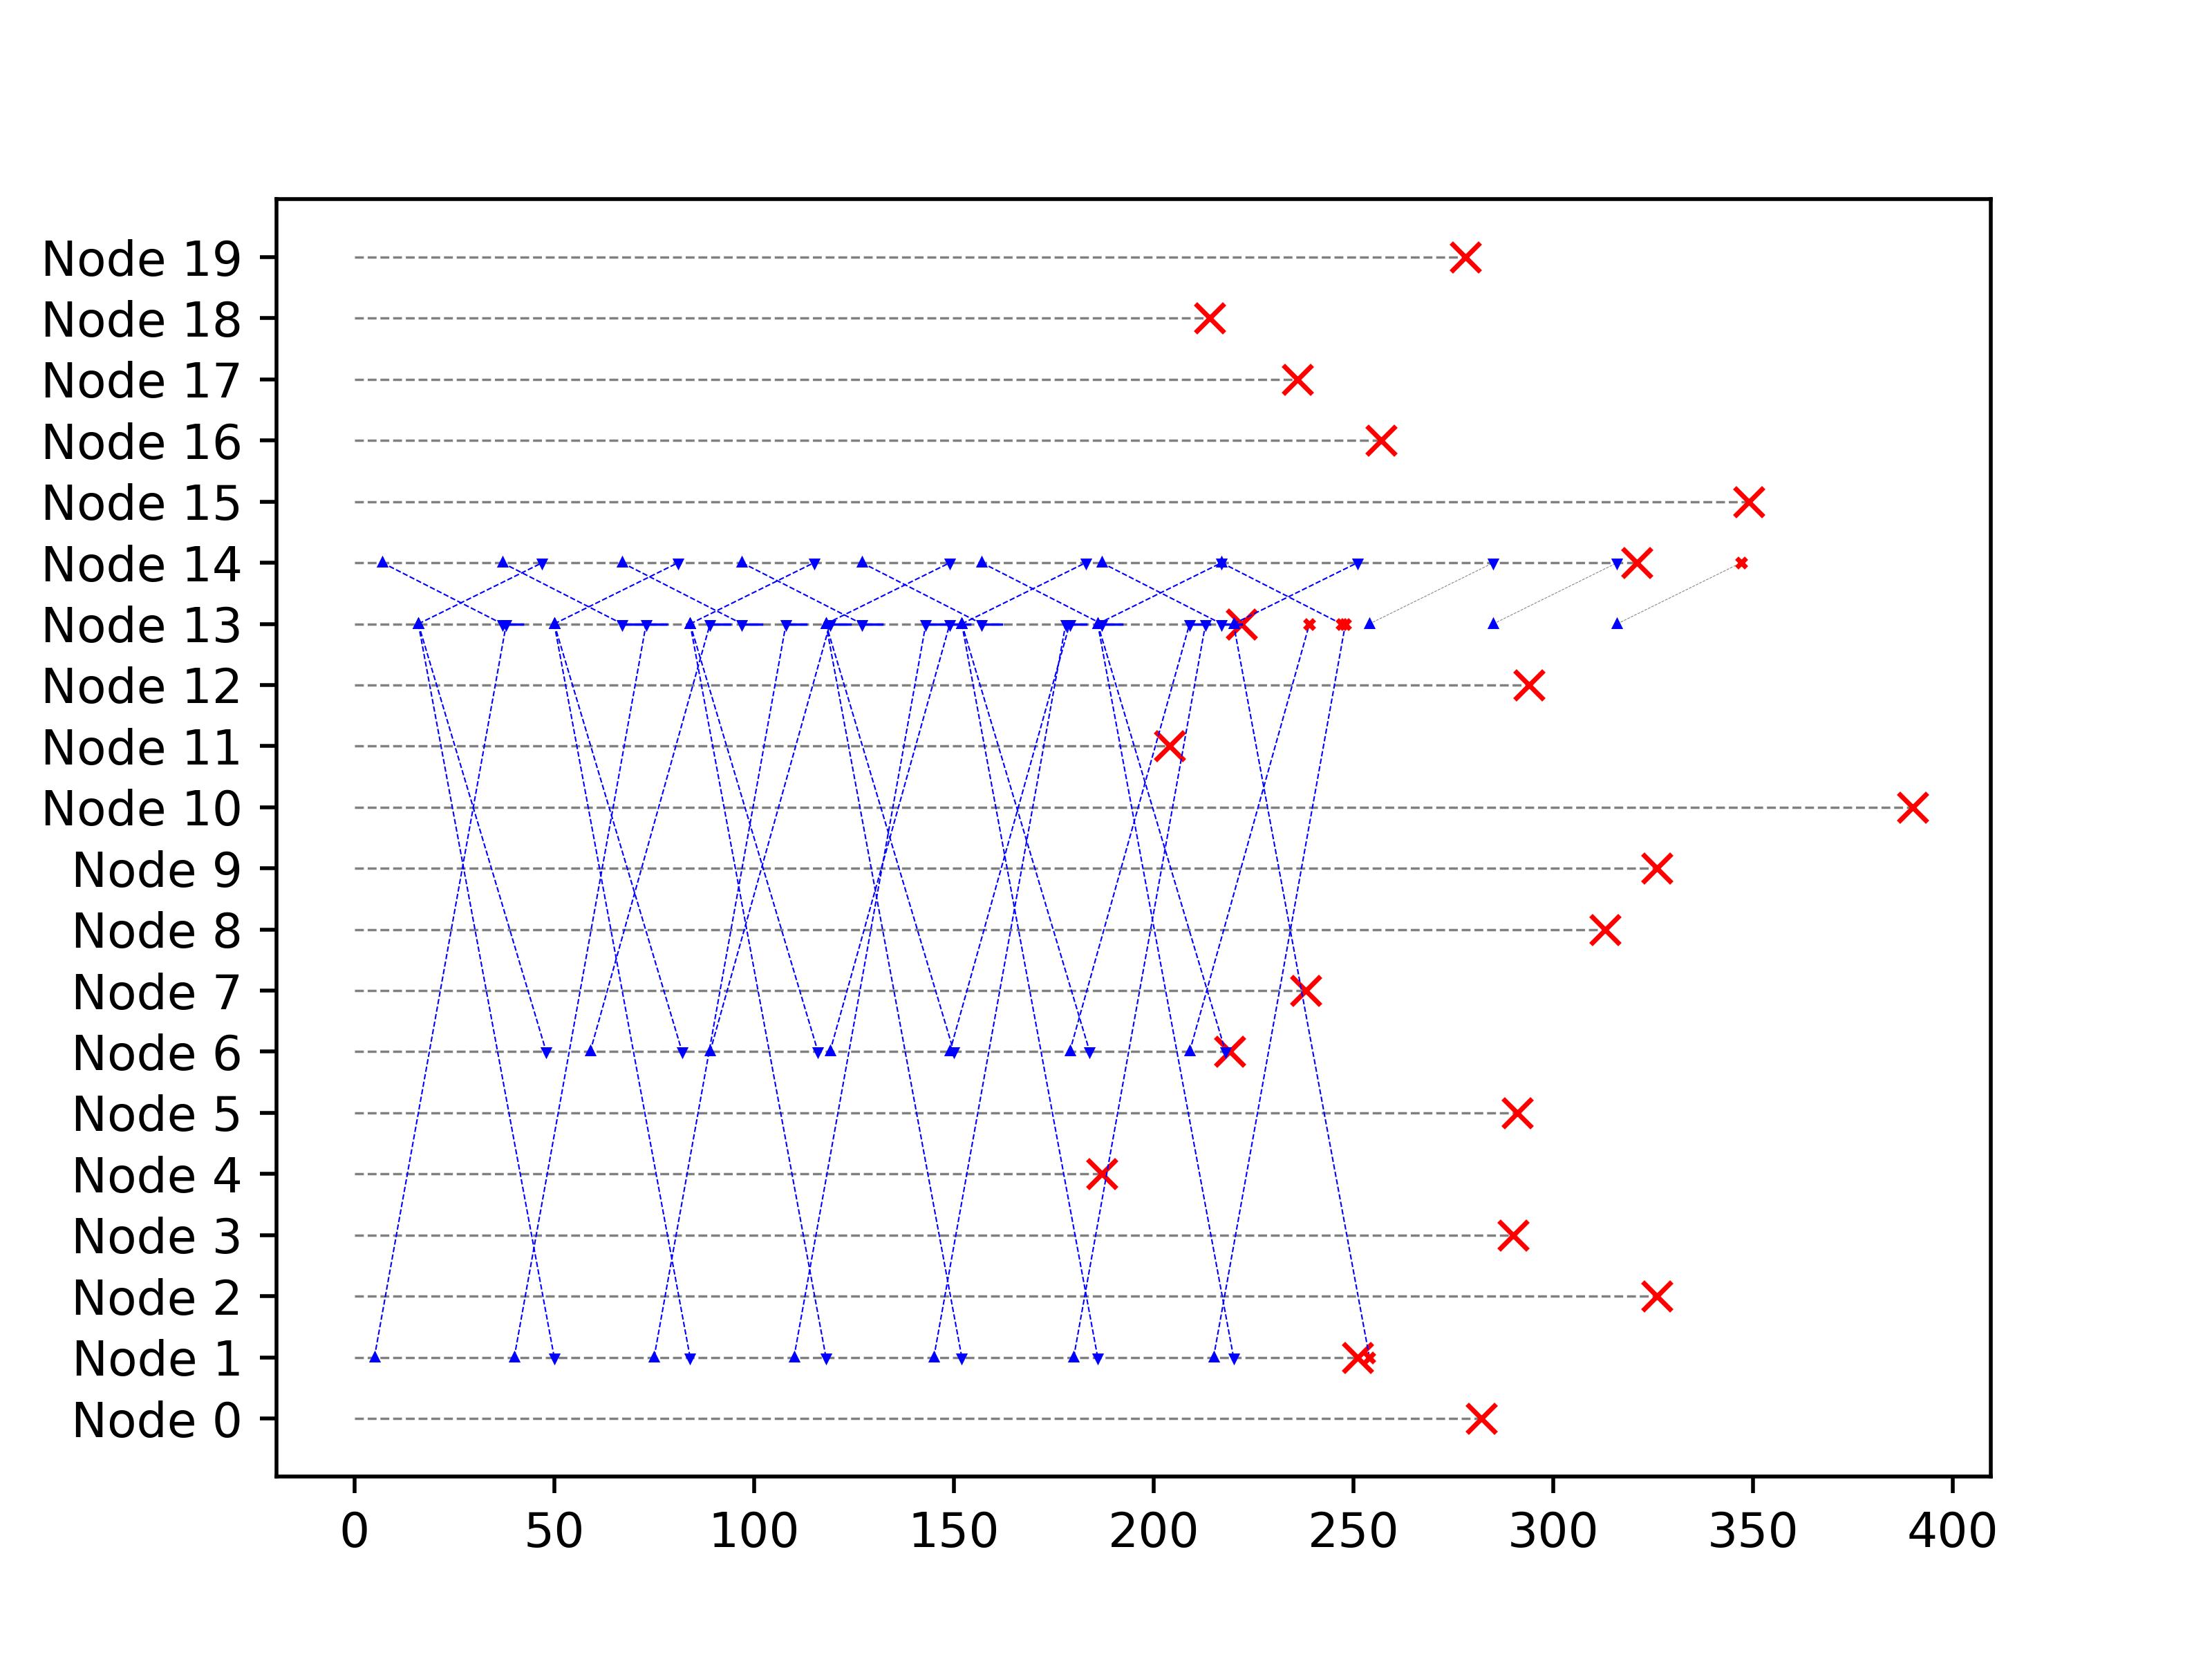 Node 19
Node 18
Node 17
Node 16
Node 15
Node 14
Node 13
Node 12
Node 11
Node 10
Node 9
Node 8
Node 7
Node 6
Node 5
Node 4
Node 3
Node 2
Node 1
Node 0
0 50 100 150 200 250 300 350 400